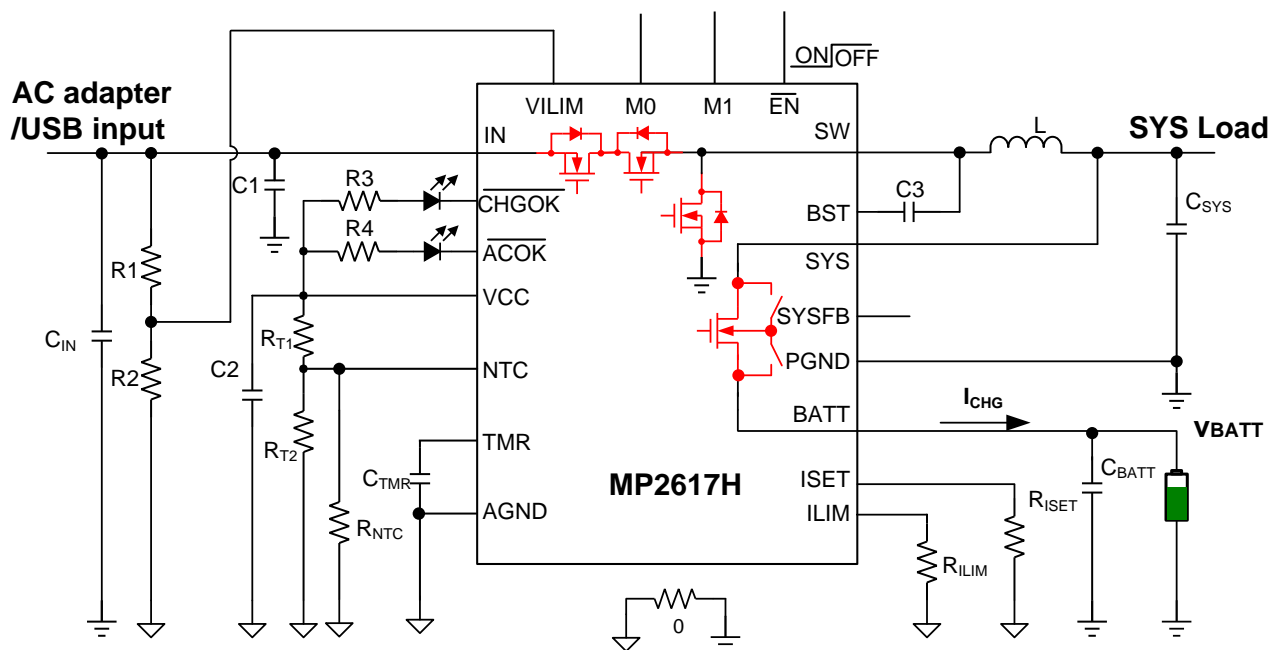 ON OFF
AC adapter
/USB input
VILIM M0 M1 EN
IN
SW
L
SYS Load
C1
R3
CHGOK
R4
ACOK
BST
C3
CSYS
SYS
R1
VCC
RT1
SYSFB
CIN
R2
C2
NTC
PGND
ICHG
BATT
VBATT
RT2
TMR
CTMR
MP2617H
CBATT
ISET
RISET
AGND
ILIM
RNTC
RILIM
0